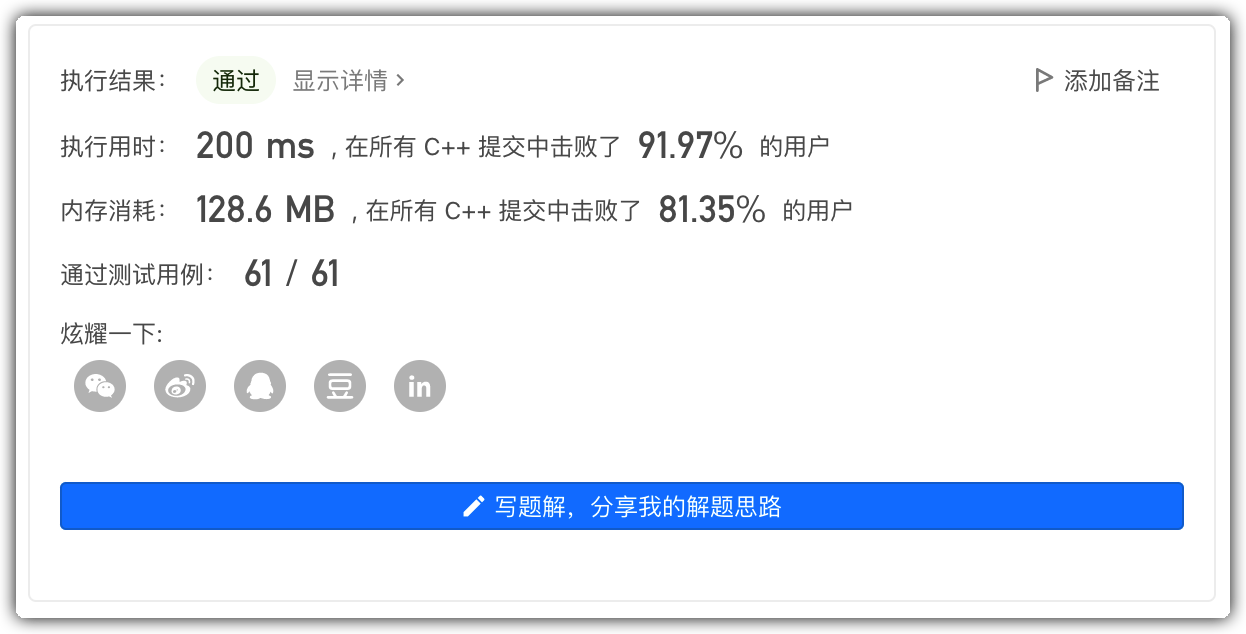 执行结果： 通过 显示详情 › 添加备注
执行用时： 200 ms , 在所有 C++ 提交中击败了 91.97% 的用户
内存消耗： 128.6 MB , 在所有 C++ 提交中击败了 81.35% 的用户
通过测试用例： 61 / 61
炫耀一下:
豆 in
写题解，分享我的解题思路